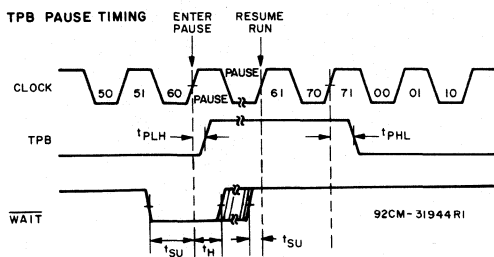 TPB PAUSE TIMING
ENTER PAUSE
RESUME RUN
CLOCK
50 51 60 PAUSE PAUSE 61 70 71 00 01 10
TPB
tPLH
tPHL
WAIT
92CM-31944R1
tSU tH tSU